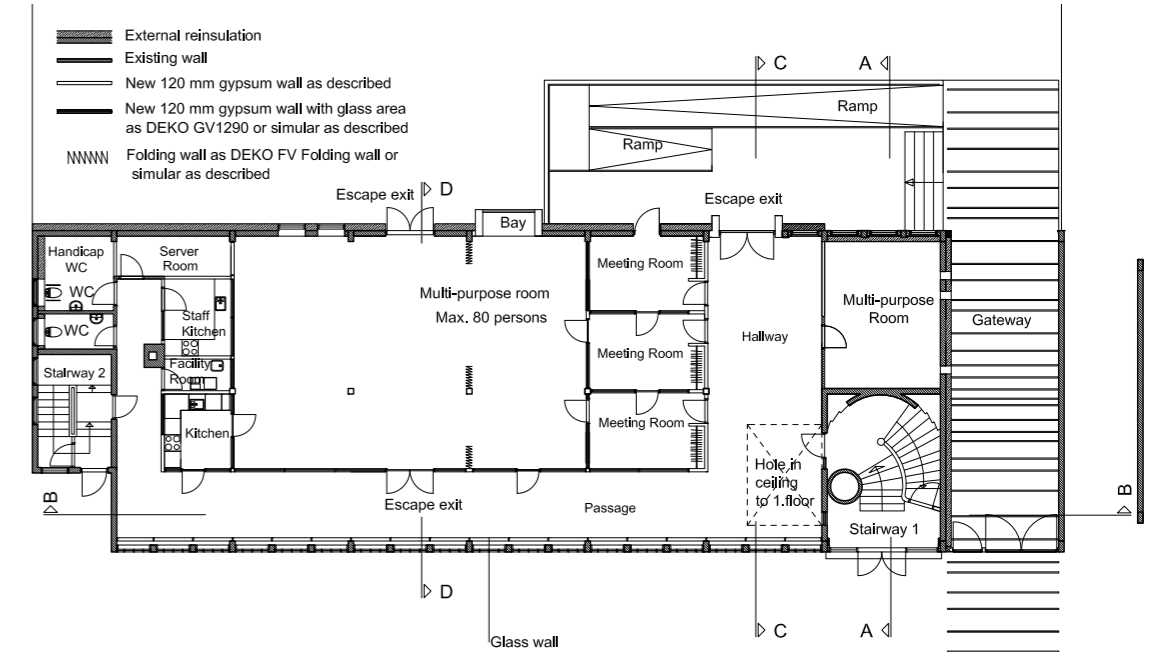 External reinsulation
Existing wall
New 120 mm gypsum wall as described
New 120 mm gypsum wall with glass area
as DEKO GV1290 or simular as described
Folding wall as DEKO FV Folding wall or
simular as described
C
A
Ramp
Ramp
Escape exit
D
Escape exit
Bay
Handicap
WC
Server
Room
Meeting Room
WC
Multi-purpose room
Max. 80 persons
Multi-purpose
Room
Staff
Kitchen
WC
Hallway
Gateway
Meeting Room
Facility
Room
Stairway 2
Meeting Room
Kitchen
Hole in
ceiling
to 1.floor
B
Escape exit
Passage
B
Stairway 1
D
C
A
Glass wall